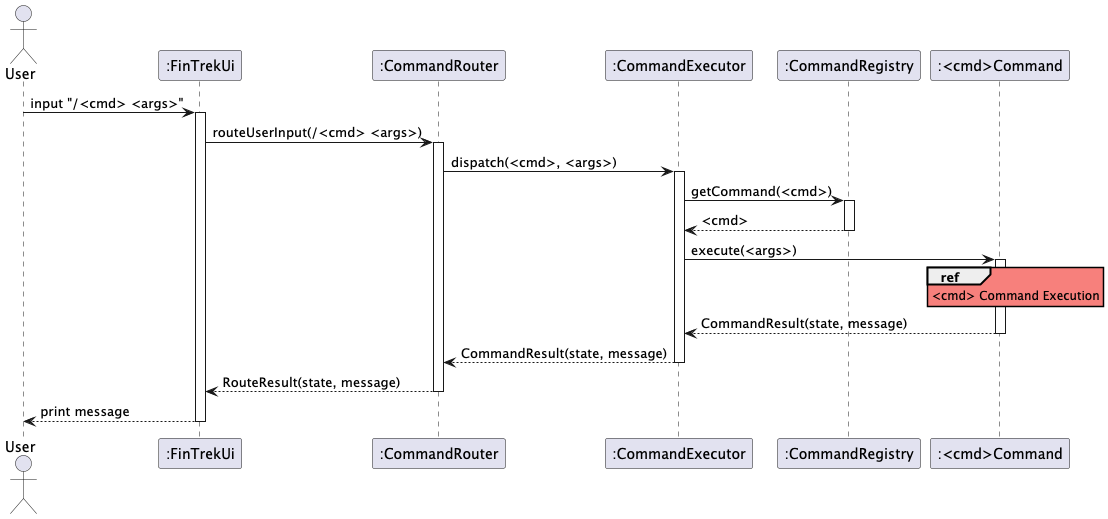 User
:FinTrekUi
:CommandRouter
:CommandExecutor
:CommandRegistry
:<cmd>Command
input "/<cmd> <args>"
routeUserInput(/<cmd> <args>)
dispatch(<cmd>, <args>)
getCommand(<cmd>)
<cmd>
execute(<args>)
ref
<cmd> Command Execution
CommandResult(state, message)
CommandResult(state, message)
RouteResult(state, message)
print message
User
:FinTrekUi
:CommandRouter
:CommandExecutor
:CommandRegistry
:<cmd>Command